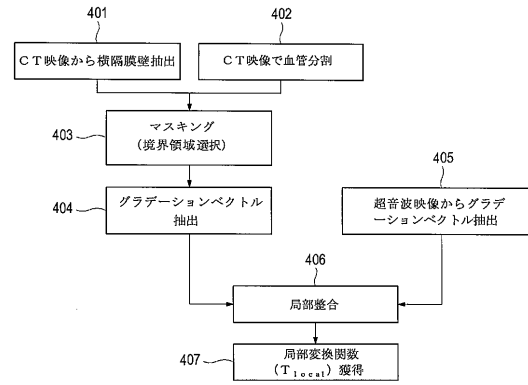 401
402
CT映像から横隔膜壁抽出
CT映像で血管分割
403
マスキング
(境界領域選択)
404
グラデーションベクトル
抽出
405
超音波映像からグラデ
ーションベクトル抽出
406
局部整合
407
局部変換関数
(Tlocal)獲得